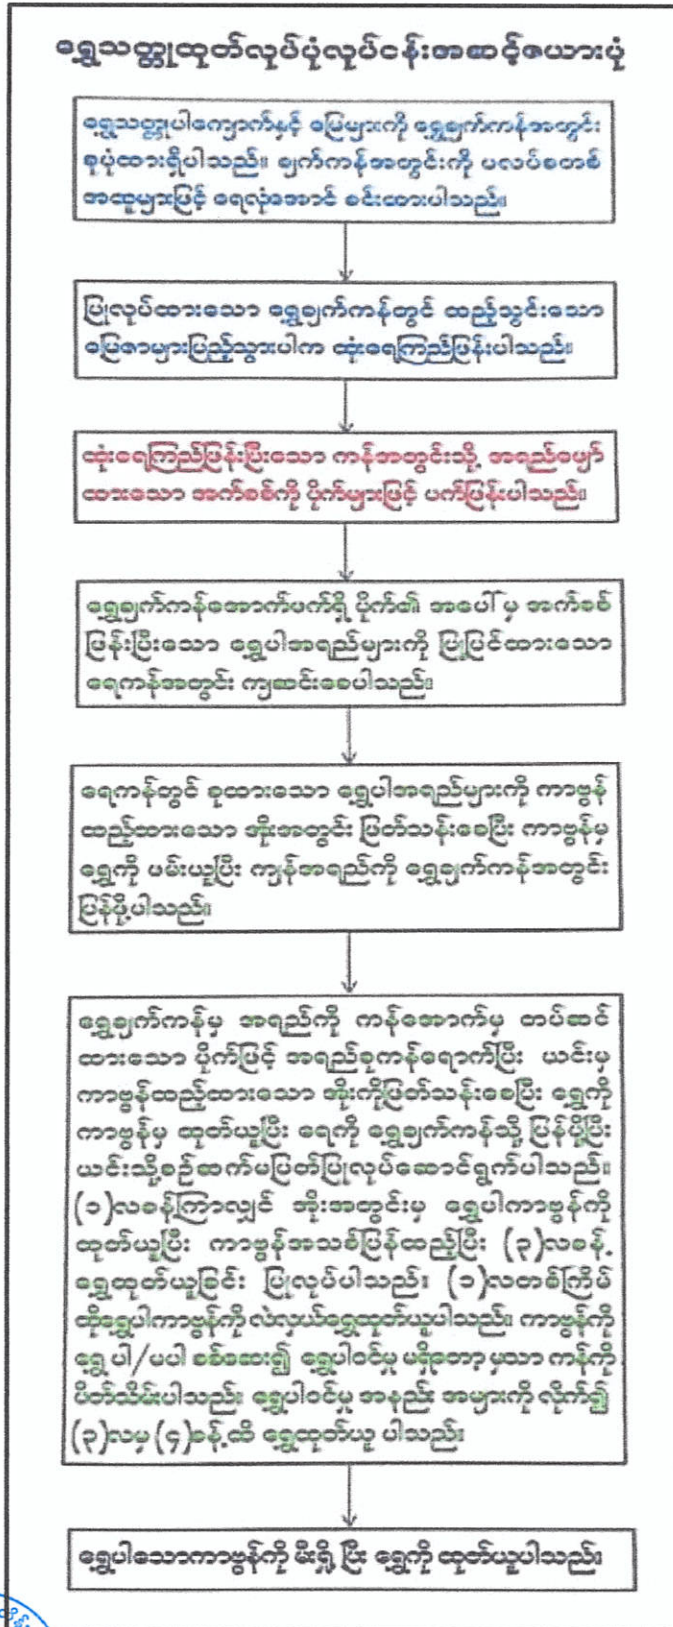 ရွှေသတ္တုထုတ်လုပ်ပုံလုပ်ငန်းအဆင့်ဇယားပုံ
ရွှေသတ္တုပါကျောက်နှင့် မြေများကို ရွှေချက်ကန်အတွင်း
စုပုံထားရှိပါသည်။ ချက်ကန်အတွင်းကို ပလပ်စတစ်
အထူများဖြင့် ရေလုံအောင် ခင်းထားပါသည်။
ပြုလုပ်ထားသော ရွှေချက်ကန်တွင် ထည့်သွင်းသော
မြေစာများပြည့်သွားပါက ထုံးရေကြည်ဖြန်းပါသည်။
ထုံးရေကြည်ဖြန်းပြီးသော ကန်အတွင်းသို့ အရည်ဖျော်
ထားသော အက်စစ်ကို ပိုက်များဖြင့် ပက်ဖြန်းပါသည်။
ရွှေချက်ကန်အောက်ဖက်ရှိ ပိုက်၏ အပေါ်မှ အက်စစ်
ဖြန်းပြီးသော ရွှေပါအရည်များကို ပြုပြင်ထားသော
ရေကန်အတွင်း ကျဆင်းစေပါသည်။
ရေကန်တွင် စုထားသော ရွှေပါအရည်များကို ကာဗွန်
ထည့်ထားသော အိုးအတွင်း ဖြတ်သန်းစေပြီး ကာဗွန်မှ
ရွှေကို ဖမ်းယူပြီး ကျန်အရည်ကို ရွှေချက်ကန်အတွင်း
ပြန်ပို့ပါသည်။
ရွှေချက်ကန်မှ အရည်ကို ကန်အောက်မှ တပ်ဆင်
ထားသော ပိုက်ဖြင့် အရည်စုကန်ရောက်ပြီး ယင်းမှ
ကာဗွန်ထည့်ထားသော အိုးကိုဖြတ်သန်းစေပြီး ရွှေကို
ကာဗွန်မှ ထုတ်ယူပြီး ရေကို ရွှေချက်ကန်သို့ ပြန်ပို့ပြီး
ယင်းသို့စဉ်ဆက်မပြတ်ပြုလုပ်ဆောင်ရွက်ပါသည်။
(၁)လခန့်ကြာလျှင် အိုးအတွင်းမှ ရွှေပါကာဗွန်ကို
ထုတ်ယူပြီး ကာဗွန်အသစ်ပြန်ထည့်ပြီး (၃)လခန့်
ရွှေထုတ်ယူခြင်း ပြုလုပ်ပါသည်။ (၁)လတစ်ကြိမ်
ထိုရွှေပါကာဗွန်ကို လဲလှယ်ရွှေထုတ်ယူပါသည်။ ကာဗွန်ကို
ရွှေ ပါ/မပါ စစ်ဆေး၍ ရွှေပါဝင်မှု မရှိတော့မှသာ ကန်ကို
ပိတ်သိမ်းပါသည်။ ရွှေပါဝင်မှု အနည်း အများကို လိုက်၍
(၃)လမှ (၄)ခန့်ထိ ရွှေထုတ်ယူ ပါသည်။
ရွှေပါသောကာဗွန်ကို မီးရှို့ ပြီး ရွှေကို ထုတ်ယူပါသည်။